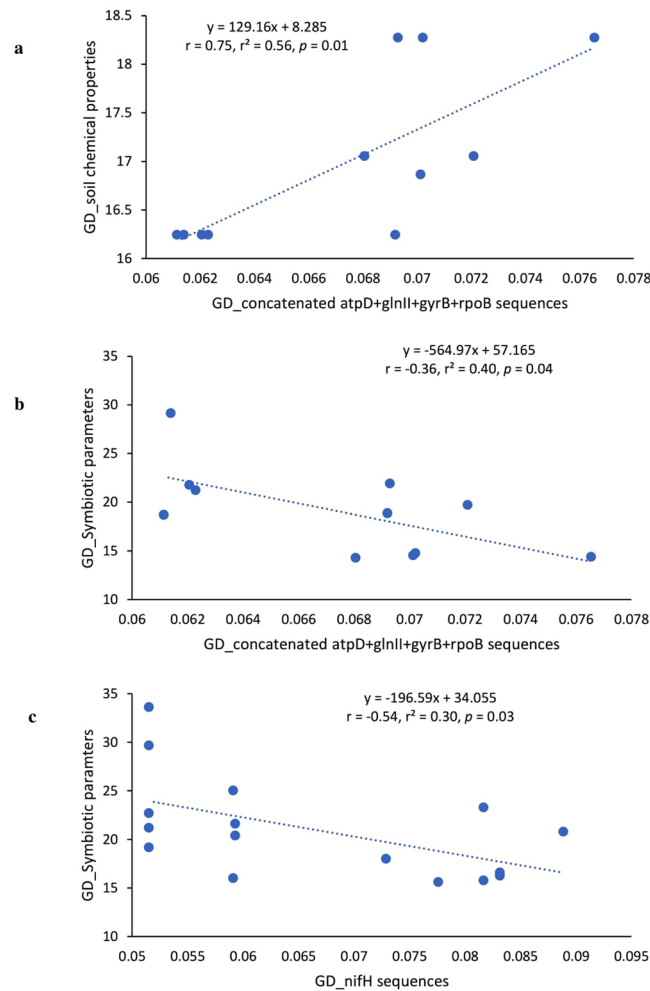 a
y = 129.16x + 8.285
r = 0.75, r² = 0.56, p = 0.01
18.5
18
17.5
17
16.5
16
GD_soil chemical properties
0.06 0.062 0.064 0.066 0.068 0.07 0.072 0.074 0.076 0.078
GD_concatenated atpD+glnII+gyrB+rpoB sequences
b
y = -564.97x + 57.165
r = -0.36, r² = 0.40, p = 0.04
35
30
25
20
15
10
GD_Symbiotic parameters
0.06 0.062 0.064 0.066 0.068 0.07 0.072 0.074 0.076 0.078
GD_concatenated atpD+glnII+gyrB+rpoB sequences
c
y = -196.59x + 34.055
r = -0.54, r² = 0.30, p = 0.03
35
30
25
20
15
10
GD_Symbiotic paramters
0.05 0.055 0.06 0.065 0.07 0.075 0.08 0.085 0.09 0.095
GD_nifH sequences